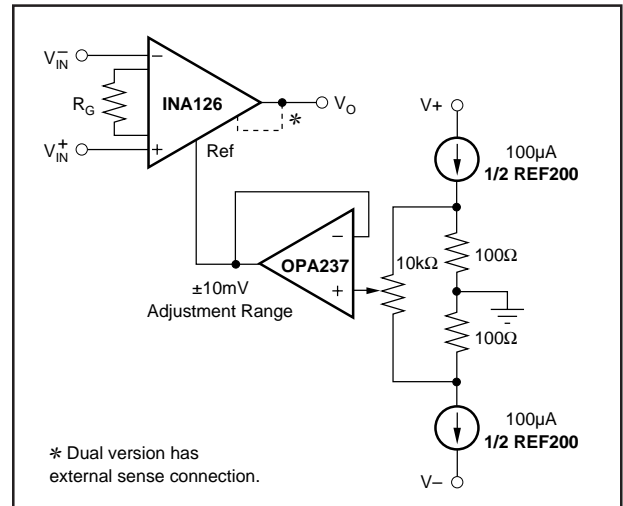 V−IN
−
INA126
RG
VO
*
V+IN
+
Ref
V+
100µA
1/2 REF200
−
OPA237
+
10kΩ
100Ω
100Ω
±10mV
Adjustment Range
100µA
1/2 REF200
V−
* Dual version has
external sense connection.